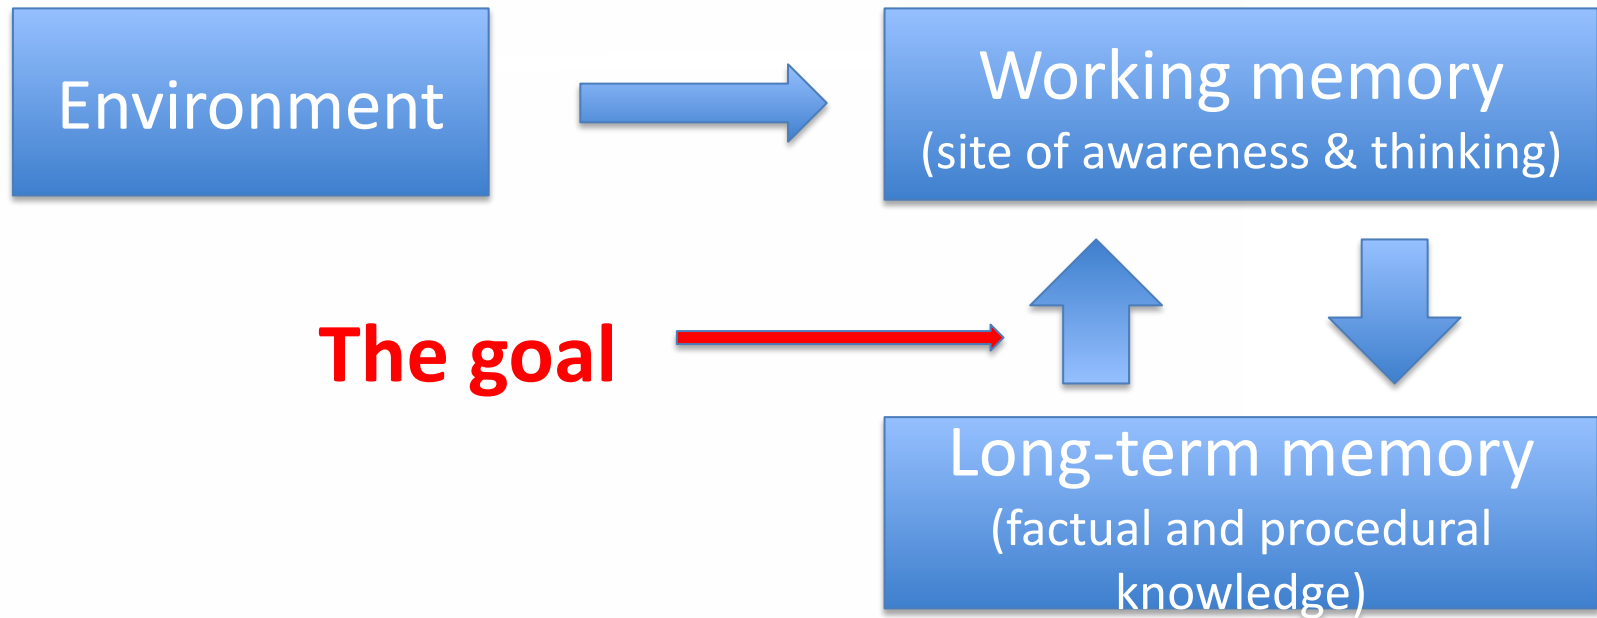 Environment
Working memory
(site of awareness & thinking)
The goal
Long-term memory
(factual and procedural
knowledge)